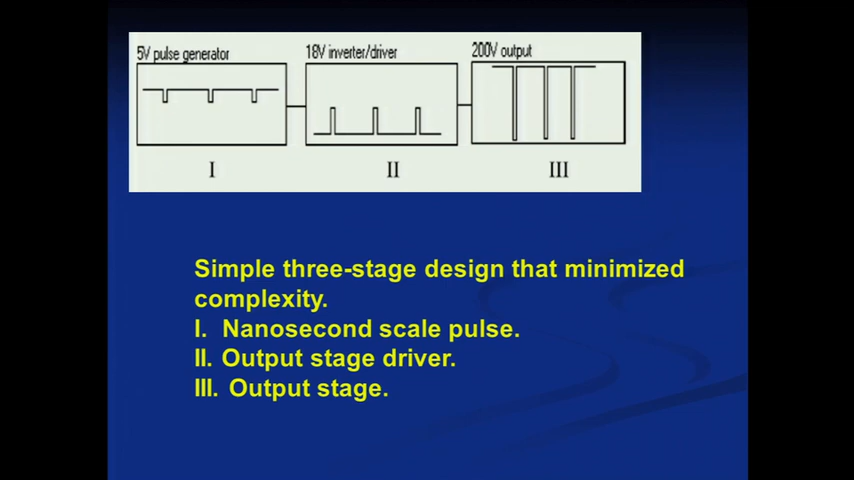 5V pulse generator
18V inverter/driver
200V output
I
II
III
Simple three-stage design that minimized
complexity.
I. Nanosecond scale pulse.
II. Output stage driver.
III. Output stage.